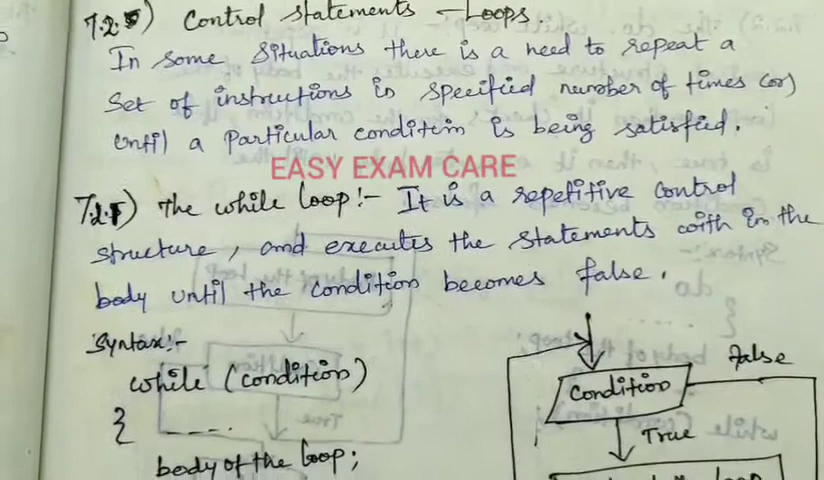 7.2.5) Control statements - Loops.
In some situations there is a need to repeat a
set of instructions in specified number of times (or)
until a particular condition is being satisfied.
EASY EXAM CARE
7.2.1) The while loop:- It is a repetitive control
structure, and executes the statements with in the
body until the condition becomes false.
Syntax:-
while (condition)
{ -----
body of the loop;
false
Condition
True
loop